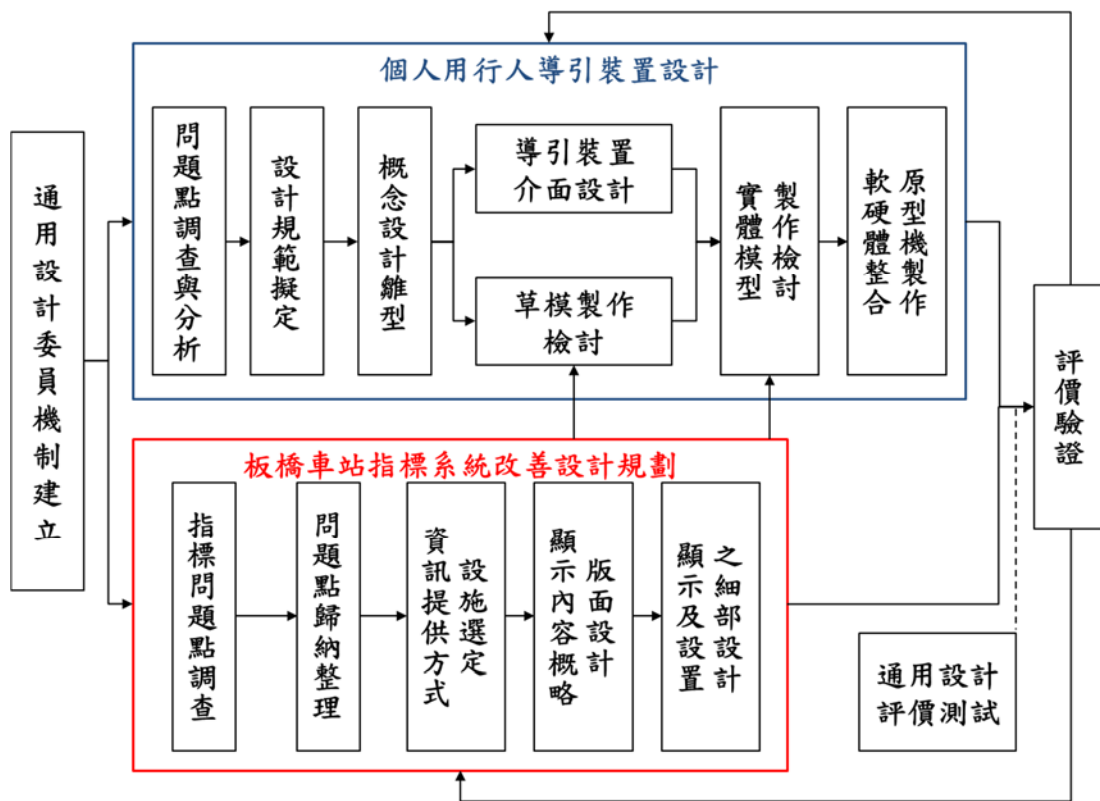 通用設計委員機制建立
個人用行人導引裝置設計
問題點調查與分析
設計規範擬定
概念設計雛型
導引裝置
介面設計
草模製作
檢討
實體模型
製作檢討
軟硬體整合
原型機製作
板橋車站指標系統改善設計規劃
指標問題點調查
問題點歸納整理
資訊提供方式
設施選定
顯示內容概略
版面設計
顯示及設置
之細部設計
評價驗證
通用設計
評價測試